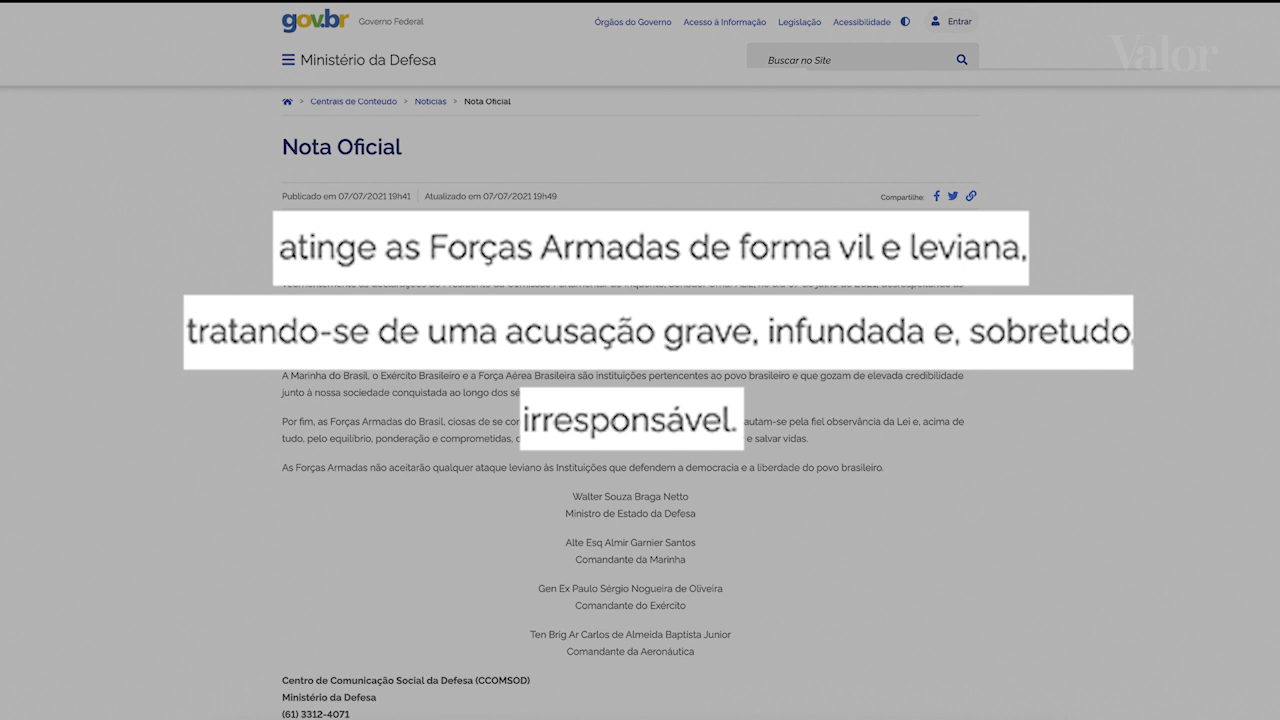 gov.br Governo Federal Órgãos do Governo Acesso à Informação Legislação Acessibilidade Entrar
Ministério da Defesa Buscar no Site
Valor
> Centrais de Conteúdo > Notícias > Nota Oficial
Nota Oficial
Publicado em 07/07/2021 19h41 Atualizado em 07/07/2021 19h49 Compartilhe:
atinge as Forças Armadas de forma vil e leviana,
tratando-se de uma acusação grave, infundada e, sobretudo,
A Marinha do Brasil, o Exército Brasileiro e a Força Aérea Brasileira são instituições pertencentes ao povo brasileiro e que gozam de elevada credibilidade
junto à nossa sociedade conquistada ao longo dos
irresponsável.
Por fim, as Forças Armadas do Brasil, ciosas de se pela fiel observância da Lei e, acima de
tudo, pelo equilíbrio, ponderação e comprometidas, e salvar vidas.
As Forças Armadas não aceitarão qualquer ataque leviano às Instituições que defendem a democracia e a liberdade do povo brasileiro.
Walter Souza Braga Netto
Ministro de Estado da Defesa
Alte Esq Almir Garnier Santos
Comandante da Marinha
Gen Ex Paulo Sérgio Nogueira de Oliveira
Comandante do Exército
Ten Brig Ar Carlos de Almeida Baptista Junior
Comandante da Aeronáutica
Centro de Comunicação Social da Defesa (CCOMSOD)
Ministério da Defesa
(61) 3312-4071